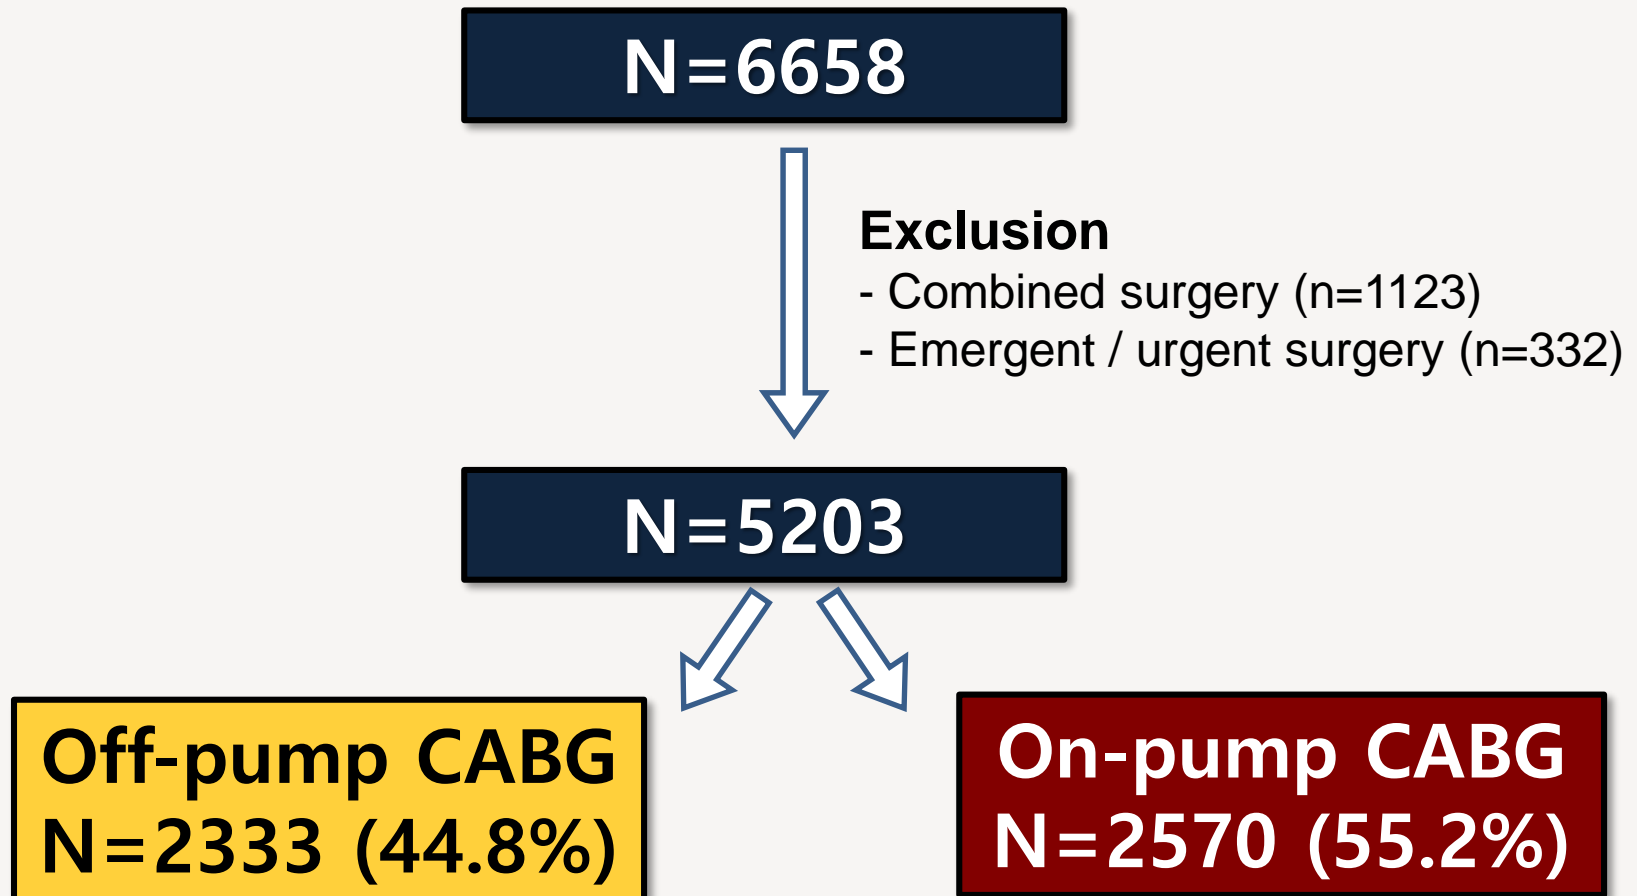 N=6658
Exclusion
- Combined surgery (n=1123)
- Emergent / urgent surgery (n=332)
N=5203
Off-pump CABG
N=2333 (44.8%)
On-pump CABG
N=2570 (55.2%)